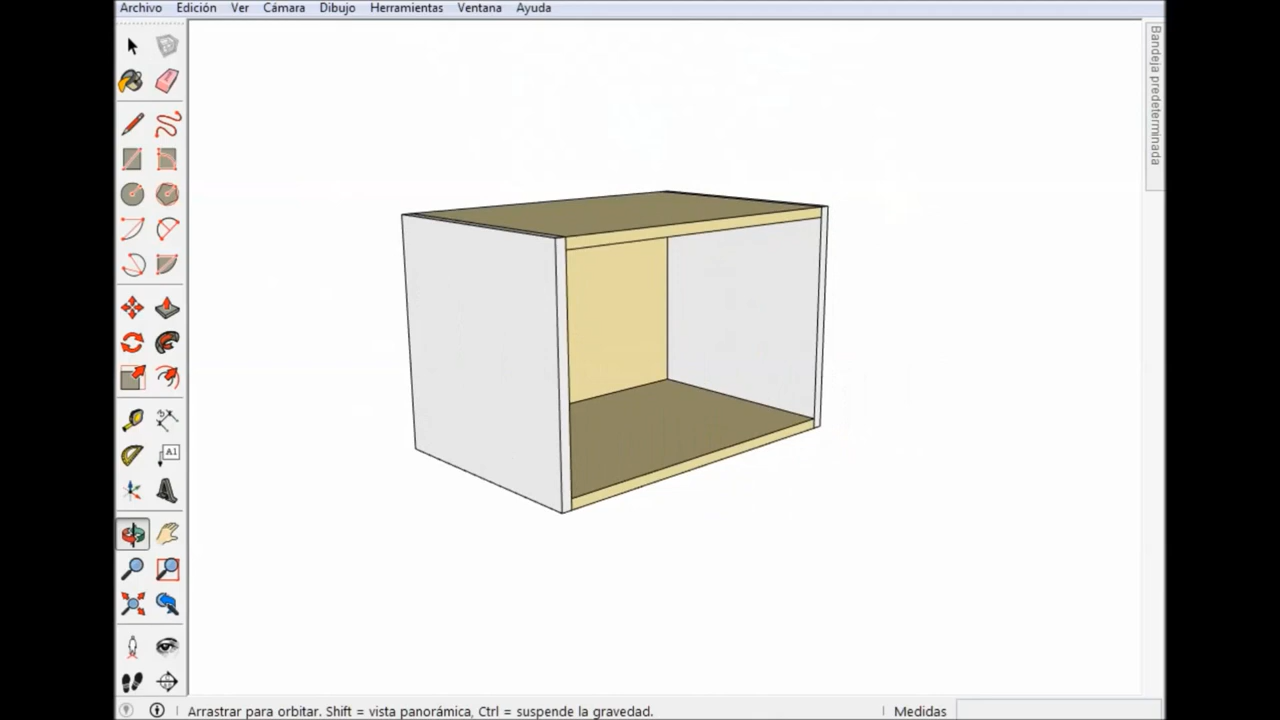 Archivo Edición Ver Cámara Dibujo Herramientas Ventana Ayuda
Bandeja predeterminada
A1
Arrastrar para orbitar. Shift = vista panorámica, Ctrl = suspende la gravedad.
Medidas